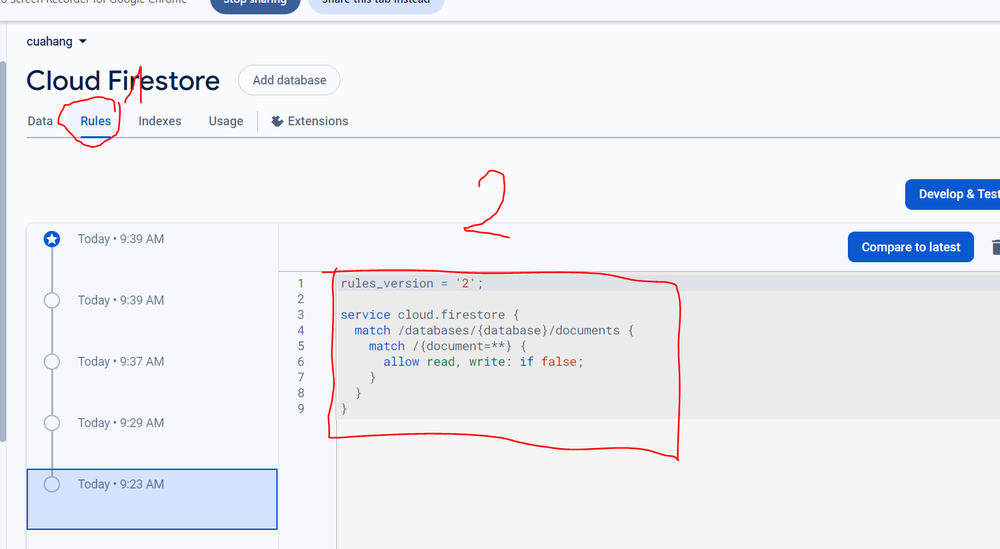 to Screen Recorder for Google Chrome
Stop sharing
Share this tab instead
cuahang
Cloud Firestore
Add database
1
Data
Rules
Indexes
Usage
Extensions
2
Develop & Test
Today • 9:39 AM
Today • 9:39 AM
Today • 9:37 AM
Today • 9:29 AM
Today • 9:23 AM
Compare to latest
1 rules_version = '2';
2
3 service cloud.firestore {
4 match /databases/{database}/documents {
5 match /{document=**} {
6 allow read, write: if false;
7 }
8 }
9 }